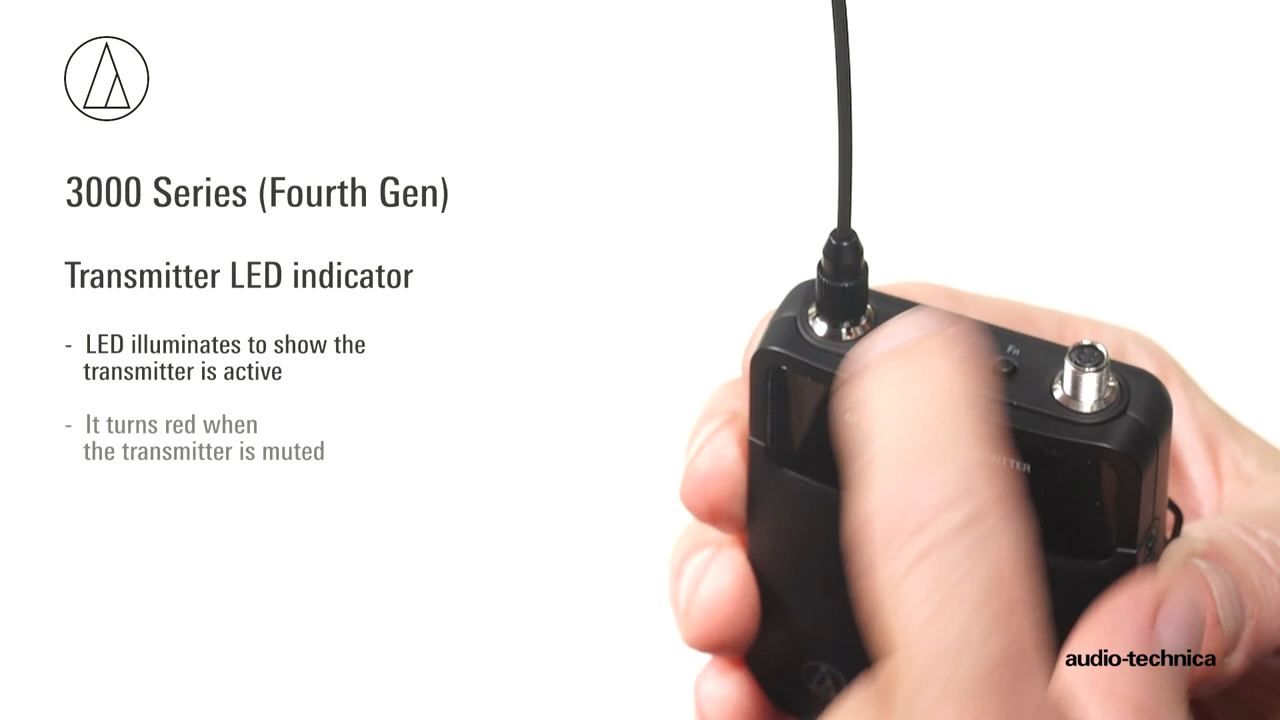 3000 Series (Fourth Gen)
Transmitter LED indicator
- LED illuminates to show the
transmitter is active
- It turns red when
the transmitter is muted
Fn
audio-technica